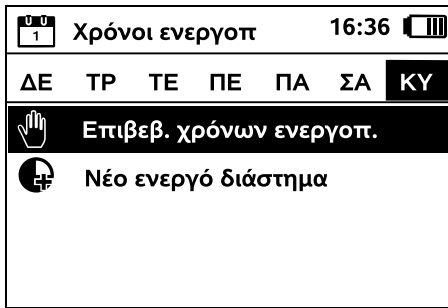 1 Χρόνοι ενεργοπ 16:36
ΔΕ ΤΡ ΤΕ ΠΕ ΠΑ ΣΑ ΚΥ
Επιβεβ. χρόνων ενεργοπ.
Νέο ενεργό διάστημα